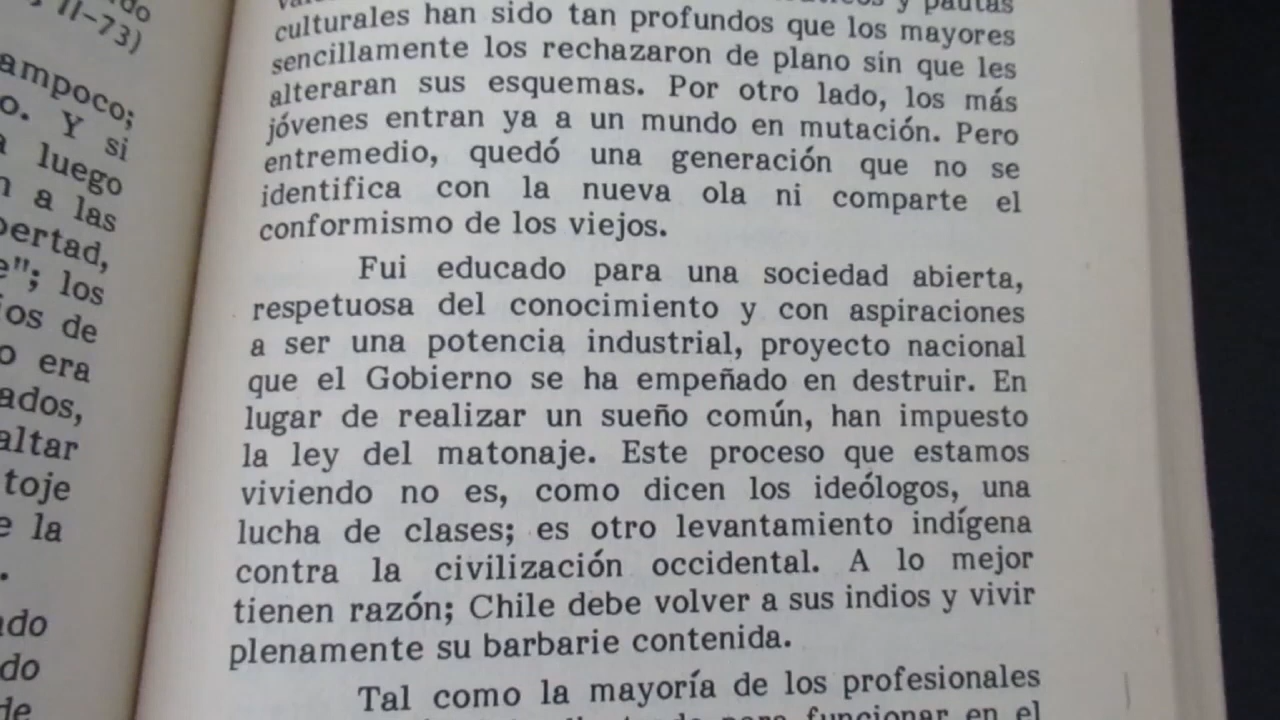 II-73)
ampoco;
o. Y si
luego
a las
los
de
era
ados,
altar
toje
la
y pautas
culturales han sido tan profundos que los mayores
sencillamente los rechazaron de plano sin que les
alteraran sus esquemas. Por otro lado, los más
jóvenes entran ya a un mundo en mutación. Pero
entremedio, quedó una generación que no se
identifica con la nueva ola ni comparte el
conformismo de los viejos.
Fui educado para una sociedad abierta,
respetuosa del conocimiento y con aspiraciones
a ser una potencia industrial, proyecto nacional
que el Gobierno se ha empeñado en destruir. En
lugar de realizar un sueño común, han impuesto
la ley del matonaje. Este proceso que estamos
viviendo no es, como dicen los ideólogos, una
lucha de clases; es otro levantamiento indígena
contra la civilización occidental. A lo mejor
tienen razón; Chile debe volver a sus indios y vivir
plenamente su barbarie contenida.
Tal como la mayoría de los profesionales
funcionar en el